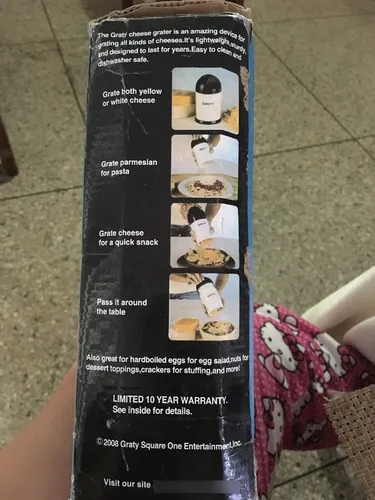 The Graty cheese grater is an amazing device for
grating all kinds of cheeses.It's lightweight,sturdy,
and designed to last for years.Easy to clean and
dishwasher safe.
Grate both yellow
or white cheese
GRATY
Grate parmesian
for pasta
Grate cheese
for a quick snack
Pass it around
the table
Also great for hardboiled eggs for egg salad,nuts for
dessert toppings,crackers for stuffing,and more!
LIMITED 10 YEAR WARRANTY.
See inside for details.
©2008 Graty Square One Entertainment,Inc.
Visit our site